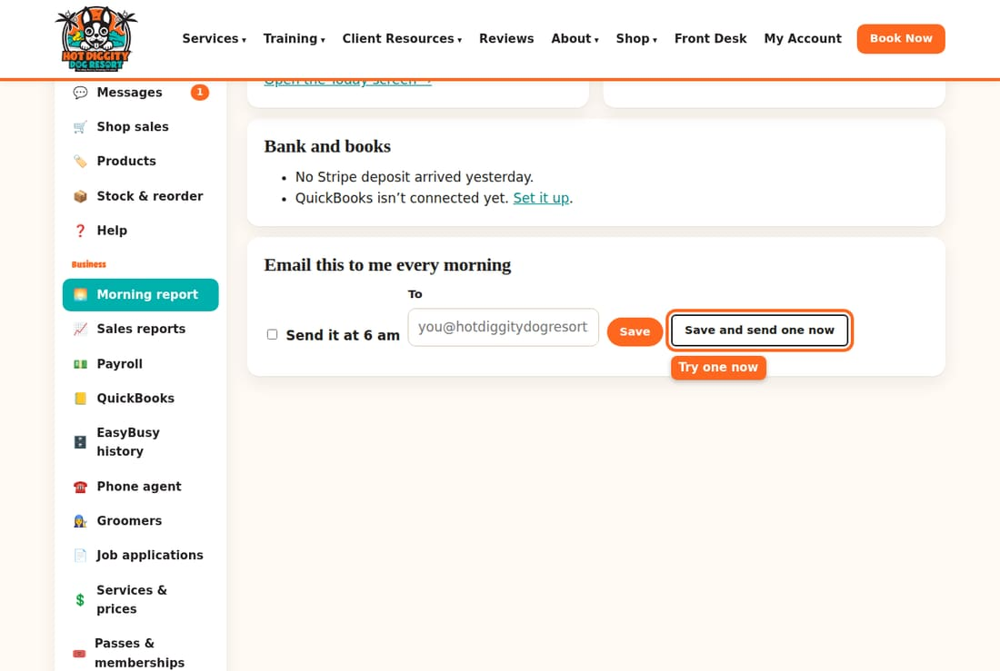 HOT DIGGITY
DOG RESORT
Services ▾ Training ▾ Client Resources ▾ Reviews About ▾ Shop ▾ Front Desk My Account Book Now
Messages 1
Shop sales
Products
Stock & reorder
Help
Business
Morning report
Sales reports
Payroll
QuickBooks
EasyBusy
history
Phone agent
Groomers
Job applications
Services &
prices
Passes &
memberships
Open the Today screen →
Bank and books
• No Stripe deposit arrived yesterday.
• QuickBooks isn’t connected yet. Set it up.
Email this to me every morning
To
Send it at 6 am you@hotdiggitydogresort Save Save and send one now
Try one now